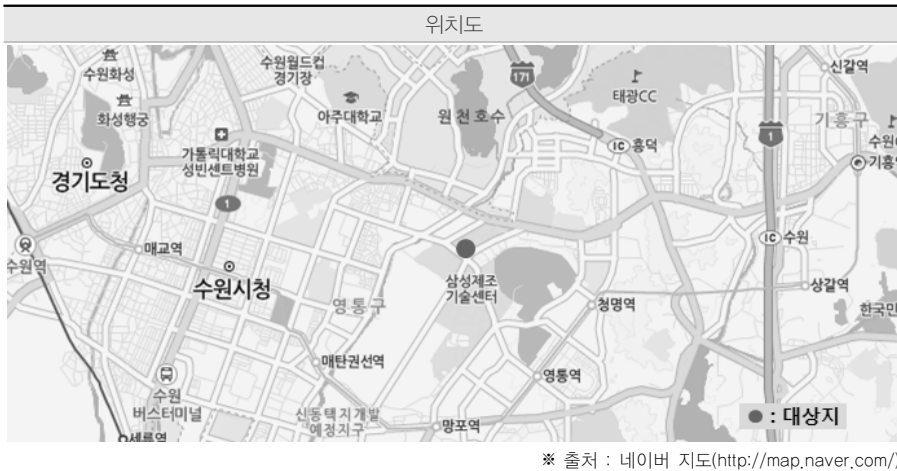 위치도
수원화성
화성행궁
경기도청
수원월드컵
경기장
아주대학교
원천호수
171
태광CC
신갈역
기흥구
1
IC 흥덕
가톨릭대학교
성빈센트병원
1
매교역
수원역
수원시청
영통구
삼성제조
기술센터
청명역
IC 수원
상갈역
한국민
매탄권선역
영통역
수원
버스터미널
신동택지개발
예정지구
망포역
세류역
● : 대상지
※ 출처 : 네이버 지도(http://map.naver.com/)